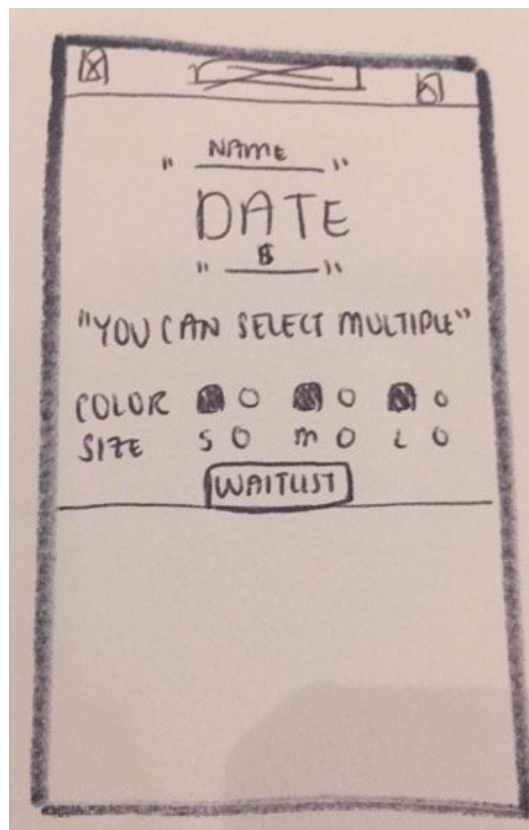 " NAME "
DATE
" $ "
"YOU CAN SELECT MULTIPLE"
COLOR
SIZE S M L
WAITLIST